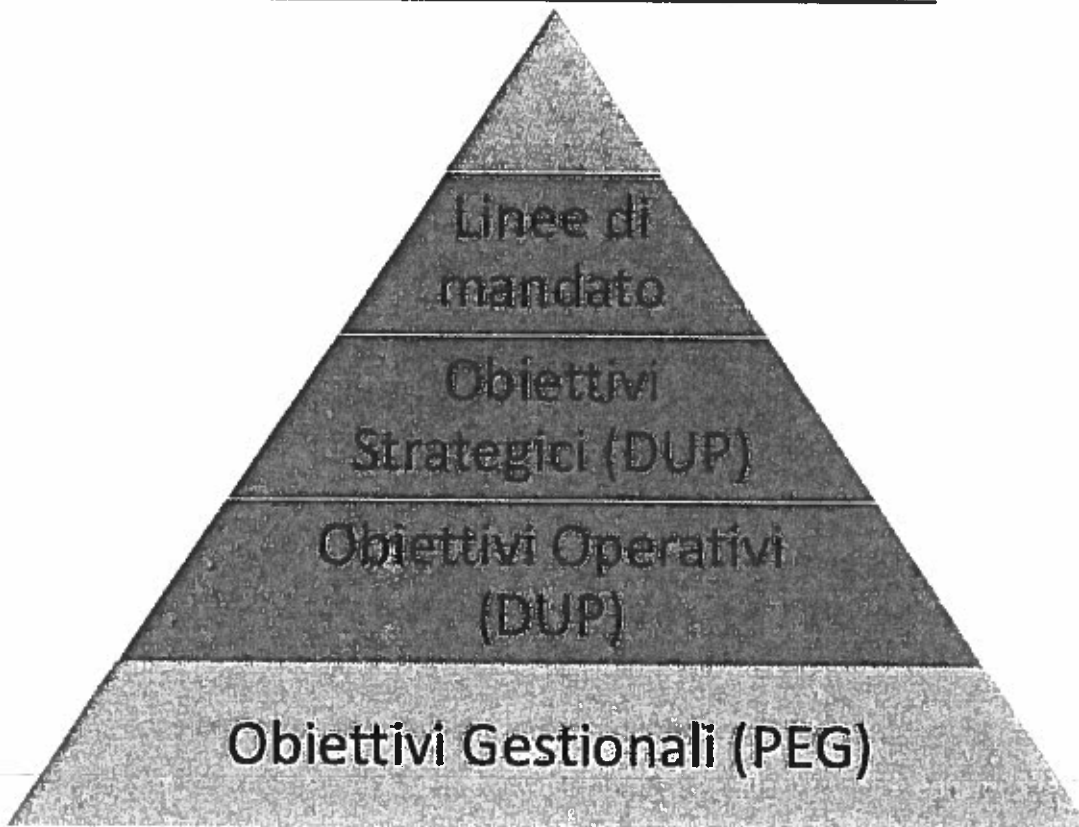 Linee di
mandato
Obiettivi
Strategici (DUP)
Obiettivi Operativi
(DUP)
Obiettivi Gestionali (PEG)